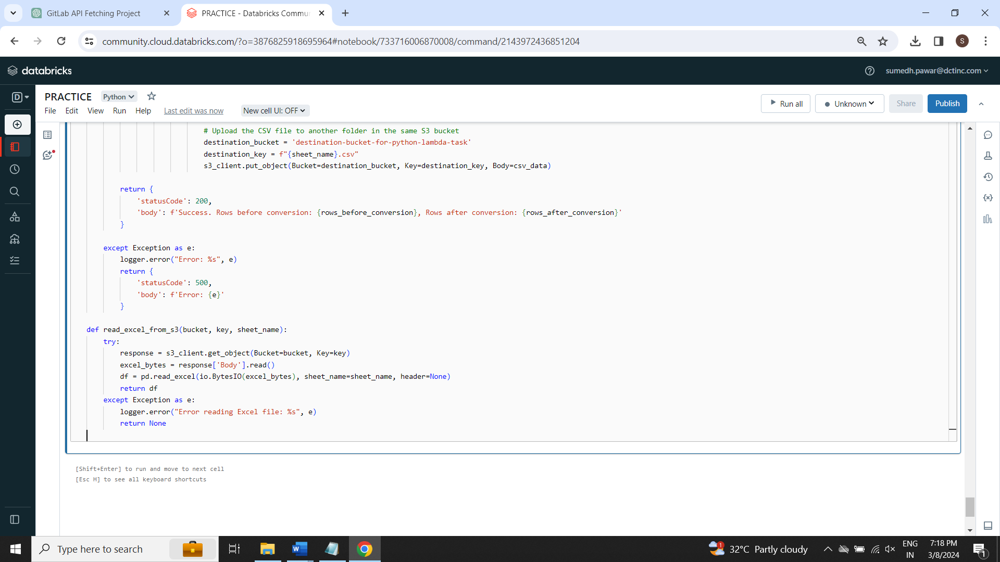 GitLab API Fetching Project
PRACTICE - Databricks Commu
community.cloud.databricks.com/?o=3876825918695964#notebook/733716006870008/command/2143972436851204
S
databricks
sumedh.pawar@dctinc.com
D
PRACTICE
Python
File Edit View Run Help Last edit was now New cell UI: OFF
Run all
Unknown
Share
Publish
# Upload the CSV file to another folder in the same S3 bucket
destination_bucket = 'destination-bucket-for-python-lambda-task'
destination_key = f"{sheet_name}.csv"
s3_client.put_object(Bucket=destination_bucket, Key=destination_key, Body=csv_data)
return {
'statusCode': 200,
'body': f'Success. Rows before conversion: {rows_before_conversion}, Rows after conversion: {rows_after_conversion}'
}
except Exception as e:
logger.error("Error: %s", e)
return {
'statusCode': 500,
'body': f'Error: {e}'
}
def read_excel_from_s3(bucket, key, sheet_name):
try:
response = s3_client.get_object(Bucket=bucket, Key=key)
excel_bytes = response['Body'].read()
df = pd.read_excel(io.BytesIO(excel_bytes), sheet_name=sheet_name, header=None)
return df
except Exception as e:
logger.error("Error reading Excel file: %s", e)
return None
[Shift+Enter] to run and move to next cell
[Esc H] to see all keyboard shortcuts
Type here to search
W
1
32°C Partly cloudy
ENG
IN
7:18 PM
3/8/2024
1